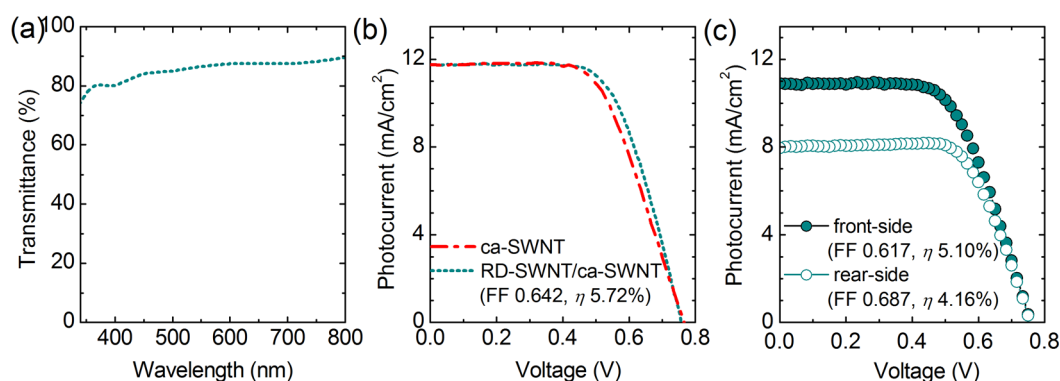 (a)
100
80
60
40
20
0
Transmittance (%)
400 500 600 700 800
Wavelength (nm)
(b)
12
8
4
0
Photocurrent (mA/cm²)
ca-SWNT
RD-SWNT/ca-SWNT
(FF 0.642, η 5.72%)
0.0 0.2 0.4 0.6 0.8
Voltage (V)
(c)
12
8
4
0
Photocurrent (mA/cm²)
front-side
(FF 0.617, η 5.10%)
rear-side
(FF 0.687, η 4.16%)
0.0 0.2 0.4 0.6 0.8
Voltage (V)